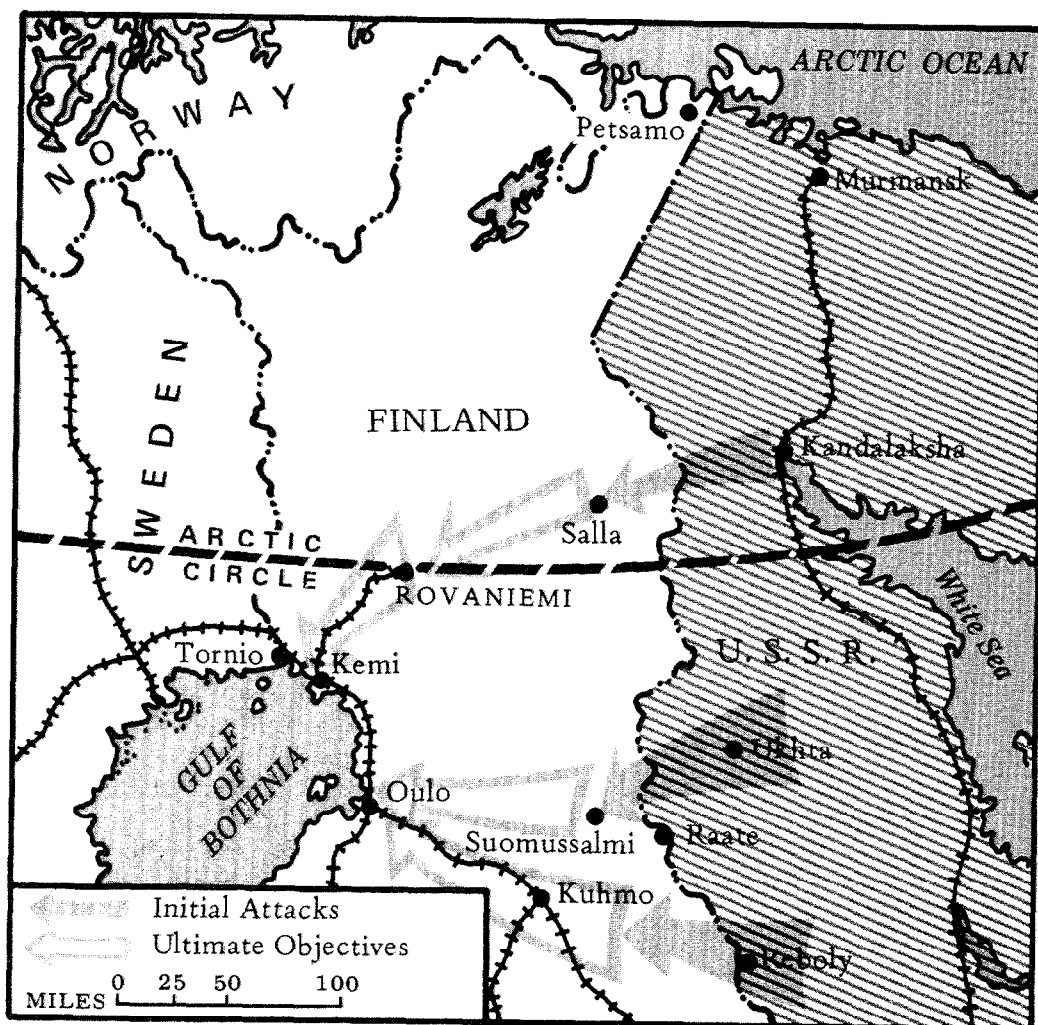 ARCTIC OCEAN
NORWAY
Petsamo
Murmansk
SWEDEN
FINLAND
Kandalaksha
Salla
ARCTIC
CIRCLE
ROVANIEMI
White Sea
U. S. S. R.
Tornio
Kemi
Ukhta
GULF
OF
BOTHNIA
Oulo
Raate
Suomussalmi
Kuhmo
Reboly
Initial Attacks
Ultimate Objectives
MILES 0 25 50 100